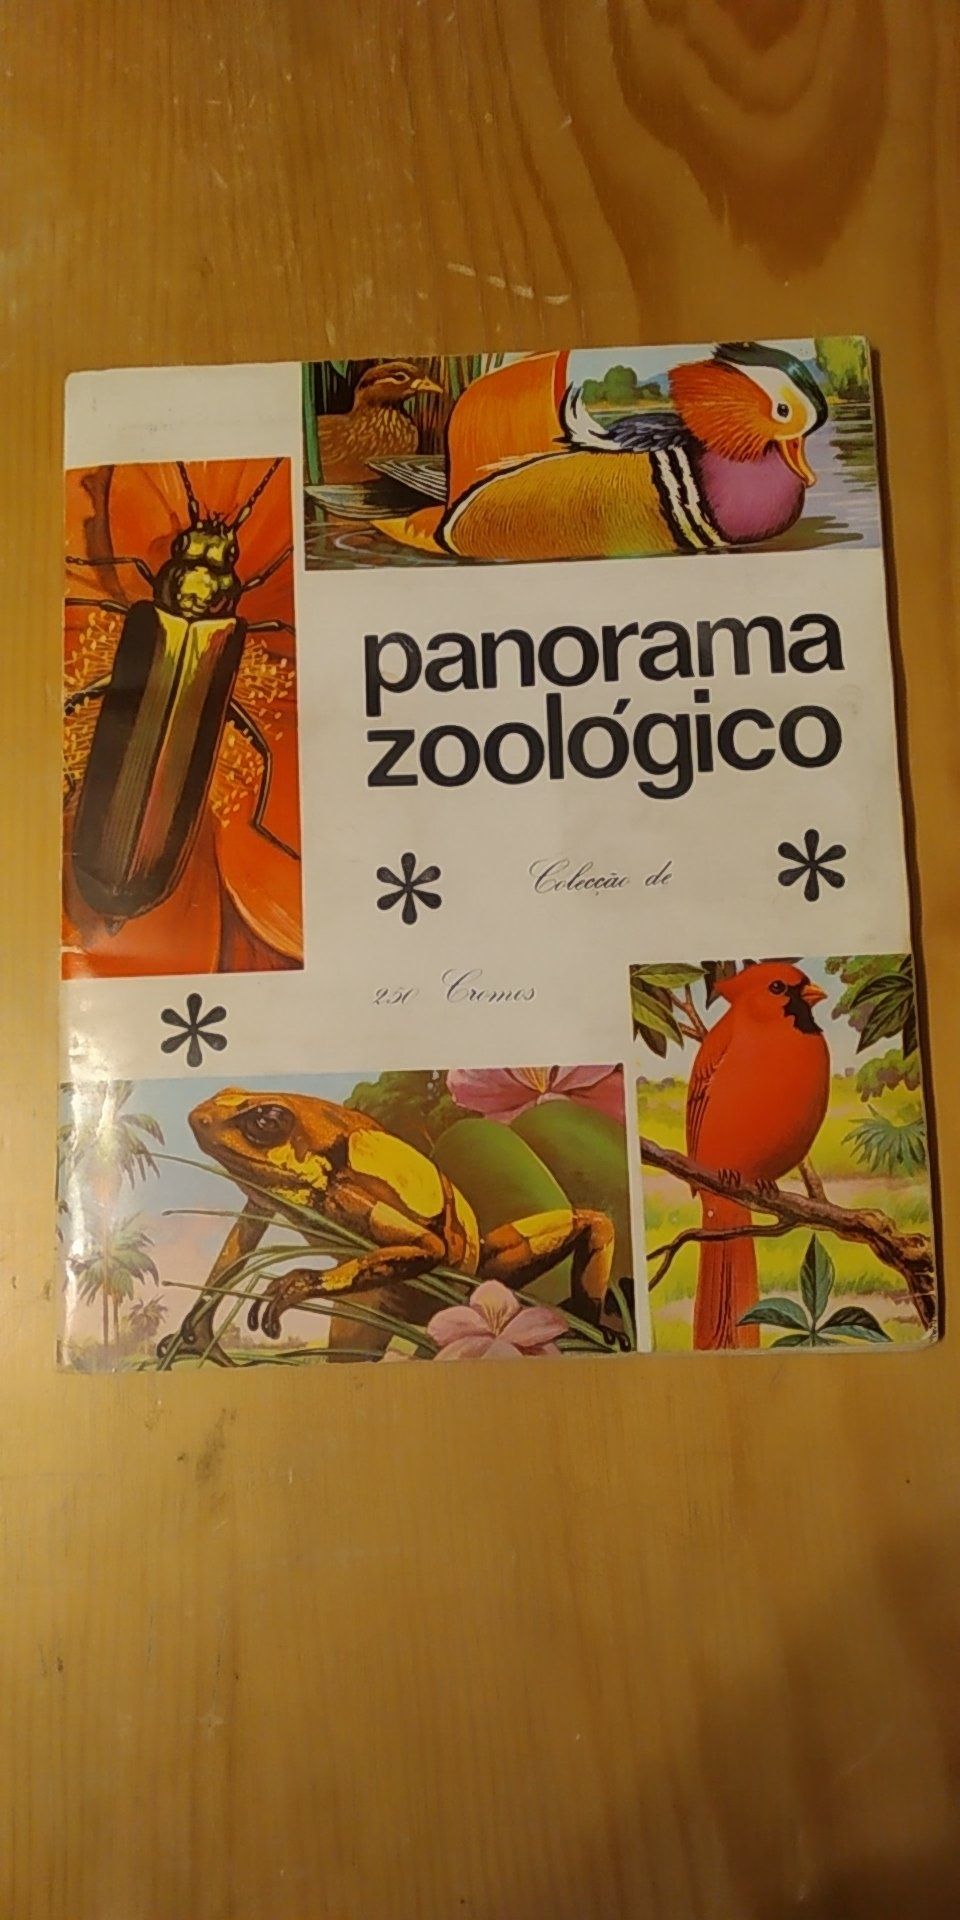 panorama
zoológico
* Colecção de *
250 Cromos
*